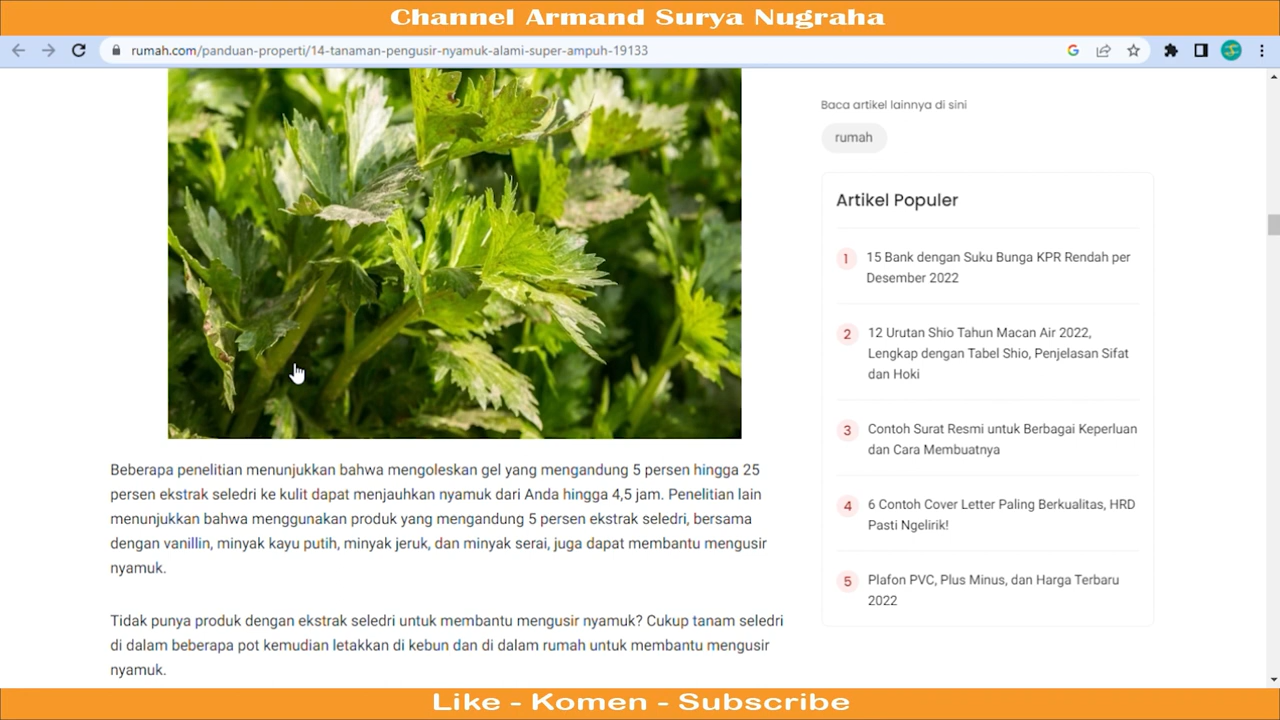 Channel Armand Surya Nugraha
rumah.com/panduan-properti/14-tanaman-pengusir-nyamuk-alami-super-ampuh-19133
Beberapa penelitian menunjukkan bahwa mengoleskan gel yang mengandung 5 persen hingga 25
persen ekstrak seledri ke kulit dapat menjauhkan nyamuk dari Anda hingga 4,5 jam. Penelitian lain
menunjukkan bahwa menggunakan produk yang mengandung 5 persen ekstrak seledri, bersama
dengan vanillin, minyak kayu putih, minyak jeruk, dan minyak serai, juga dapat membantu mengusir
nyamuk.
Tidak punya produk dengan ekstrak seledri untuk membantu mengusir nyamuk? Cukup tanam seledri
di dalam beberapa pot kemudian letakkan di kebun dan di dalam rumah untuk membantu mengusir
nyamuk.
Baca artikel lainnya di sini
rumah
Artikel Populer
1 15 Bank dengan Suku Bunga KPR Rendah per
Desember 2022
2 12 Urutan Shio Tahun Macan Air 2022,
Lengkap dengan Tabel Shio, Penjelasan Sifat
dan Hoki
3 Contoh Surat Resmi untuk Berbagai Keperluan
dan Cara Membuatnya
4 6 Contoh Cover Letter Paling Berkualitas, HRD
Pasti Ngelirik!
5 Plafon PVC, Plus Minus, dan Harga Terbaru
2022
Like - Komen - Subscribe